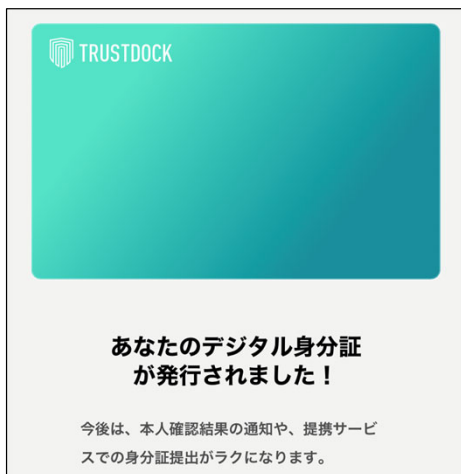 TRUSTDOCK
あなたのデジタル身分証
が発行されました！
今後は、本人確認結果の通知や、提携サービ
スでの身分証提出がラクになります。